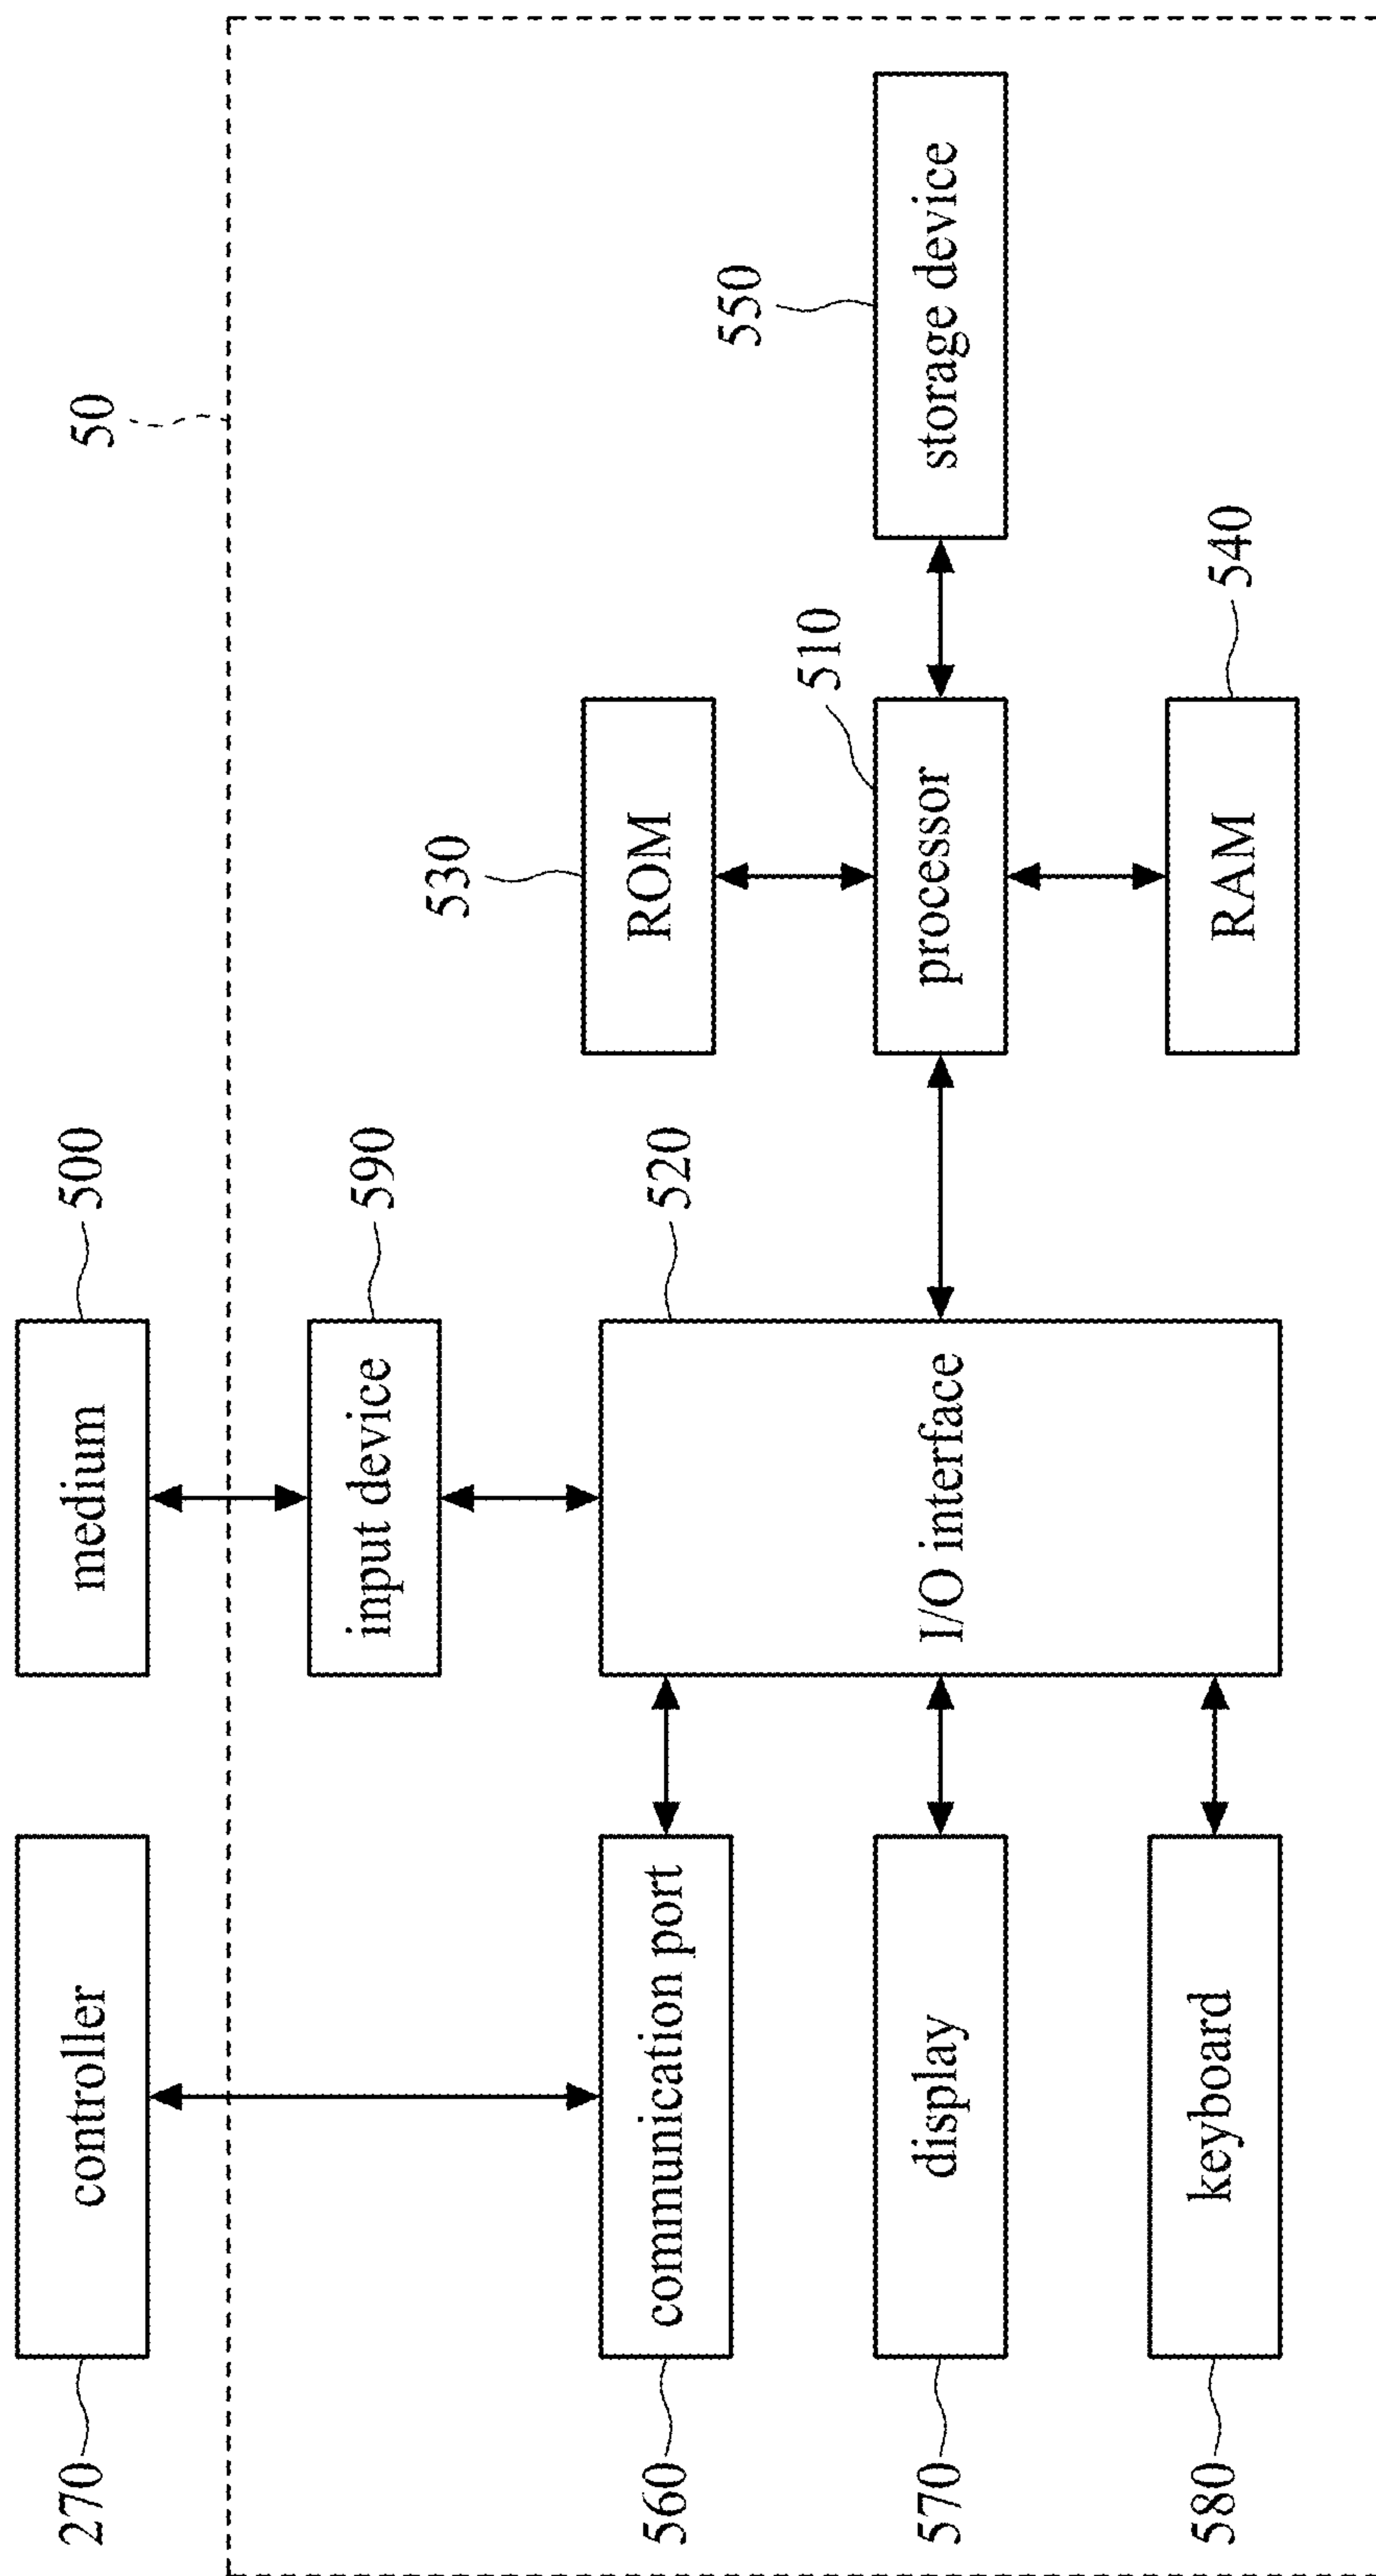 50
270
controller
medium
500
input device
590
560
communication port
I/O interface
520
530
ROM
570
display
processor
510
storage device
550
580
keyboard
RAM
540